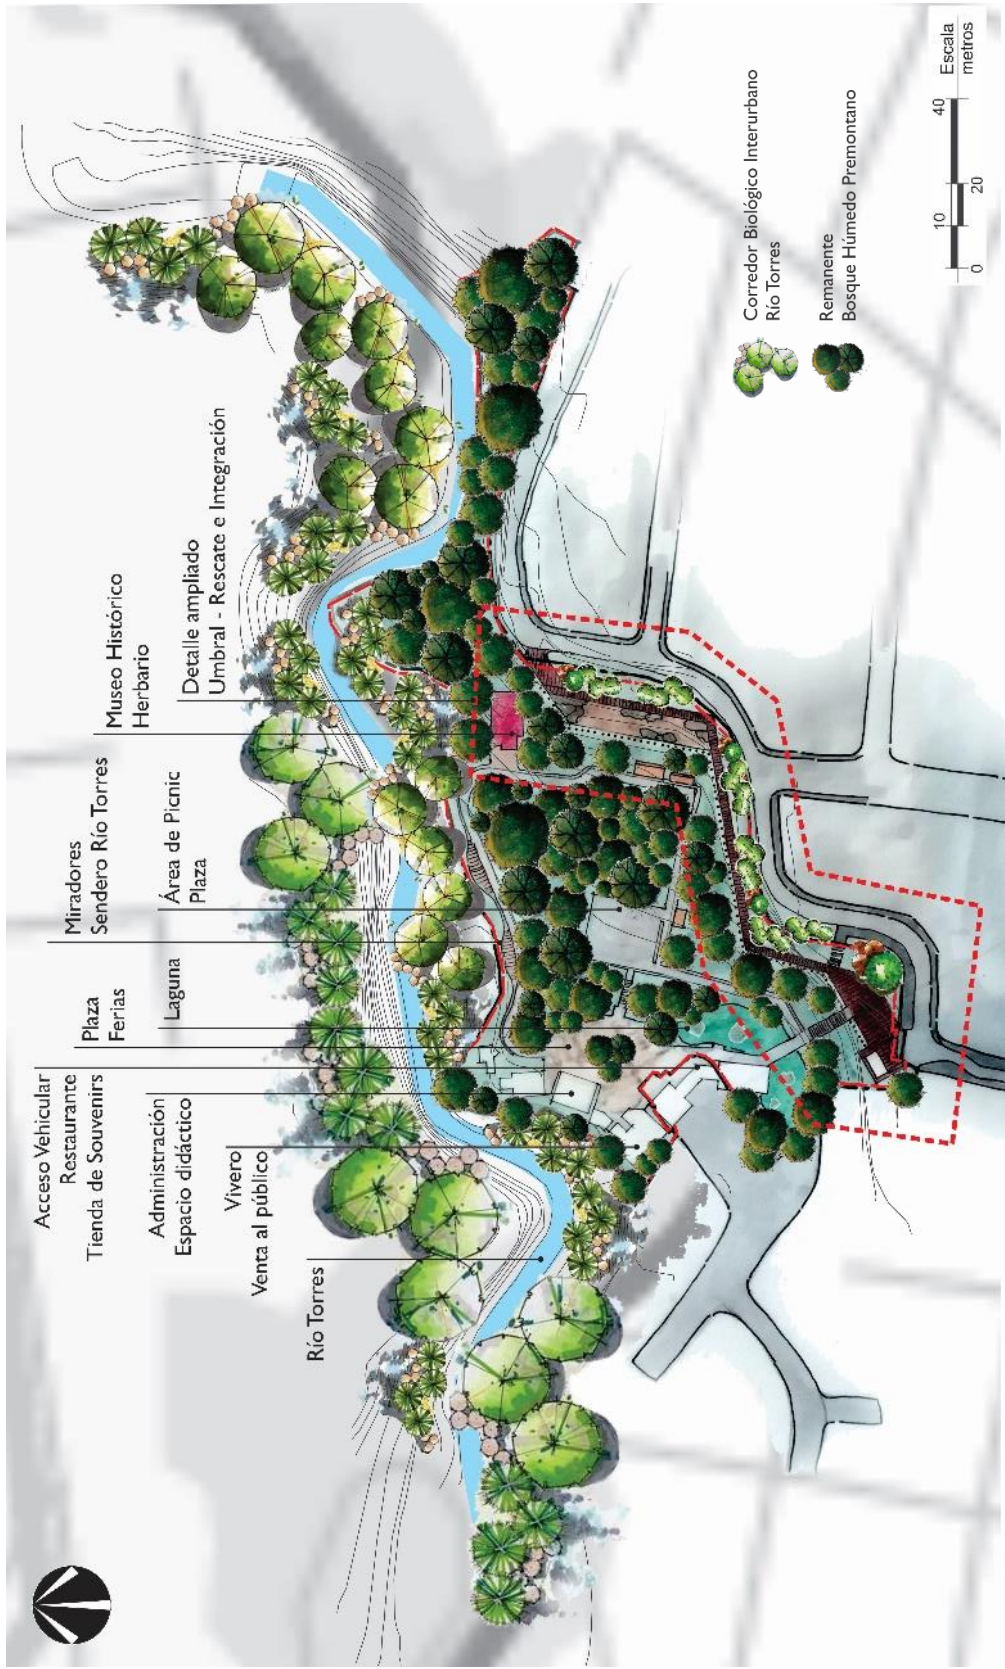 Acceso Vehicular
Restaurante
Tienda de Souvenirs
Administración
Espacio didáctico
Vivero
Venta al público
Río Torres
Plaza
Ferias
Laguna
Miradores
Sendero Río Torres
Área de Picnic
Plaza
Museo Histórico
Herbario
Detalle ampliado
Umbral - Rescate e Integración
Corredor Biológico Interurbano
Río Torres
Remanente
Bosque Húmedo Premontano
0 10 20 40
Escala
metros